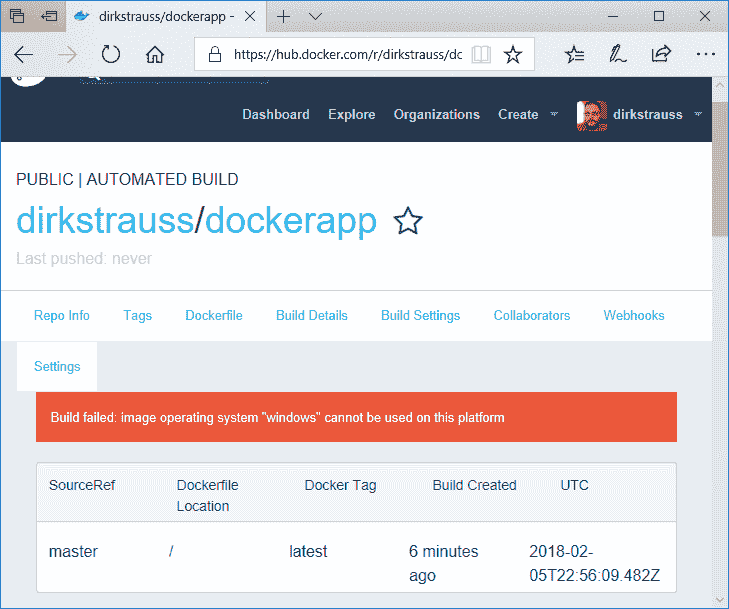 dirkstrauss/dockerapp -
https://hub.docker.com/r/dirkstrauss/dc
Dashboard Explore Organizations Create dirkstrauss
PUBLIC | AUTOMATED BUILD
dirkstrauss/dockerapp
Last pushed: never
Repo Info Tags Dockerfile Build Details Build Settings Collaborators Webhooks
Settings
Build failed: image operating system "windows" cannot be used on this platform
SourceRef Dockerfile Location Docker Tag Build Created UTC
master / latest 6 minutes ago 2018-02-05T22:56:09.482Z